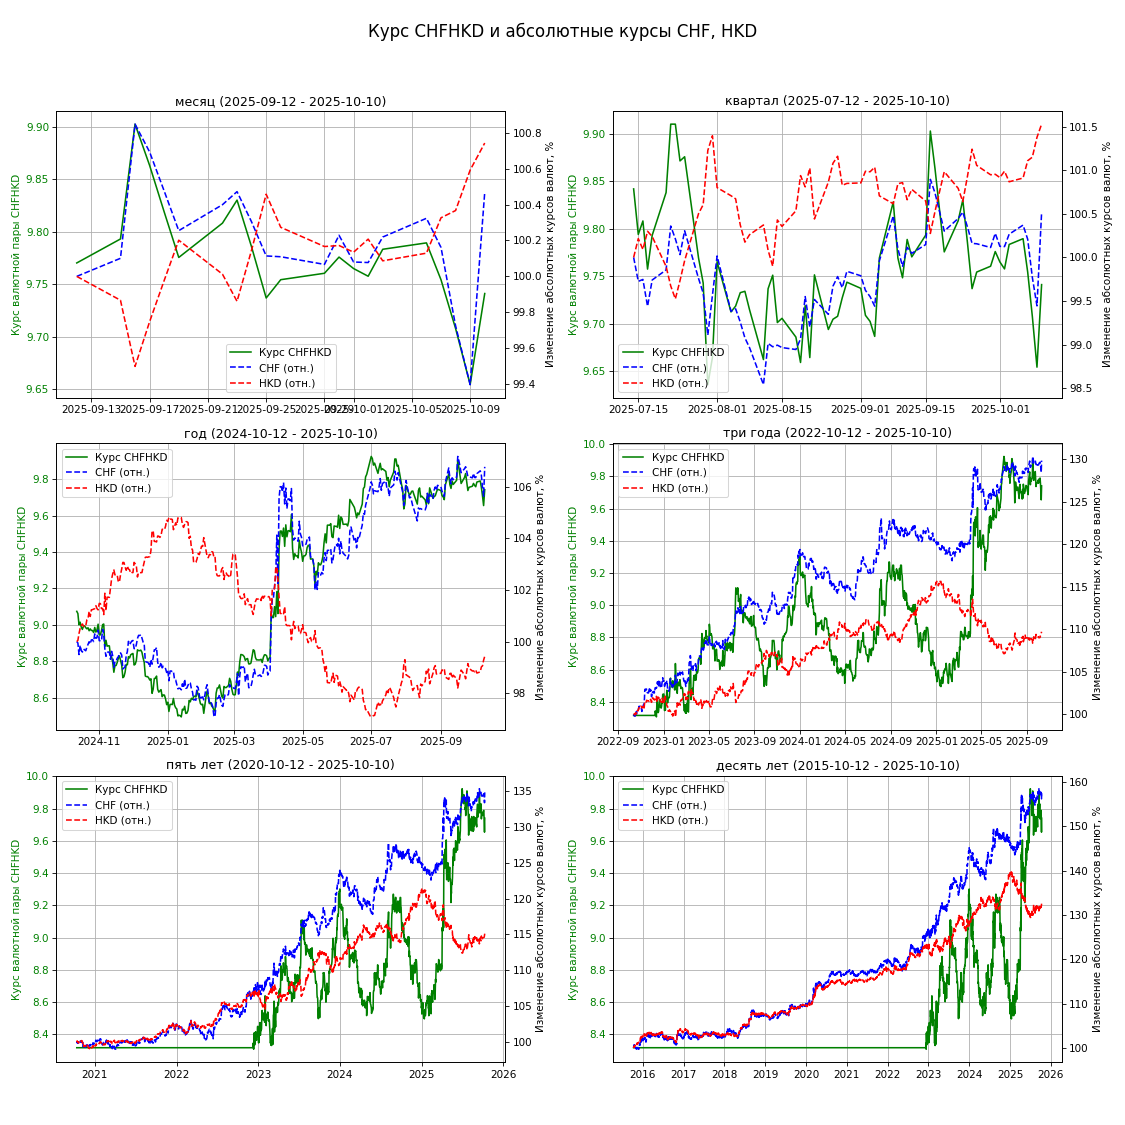 Курс CHFHKD и абсолютные курсы CHF, HKD
месяц (2025-09-12 - 2025-10-10)
Курс валютной пары CHFHKD
9.90
9.85
9.80
9.75
9.70
9.65
Курс CHFHKD
CHF (отн.)
HKD (отн.)
100.8
100.6
100.4
100.2
100.0
99.8
99.6
99.4
Изменение абсолютных курсов валют, %
2025-09-13 2025-09-17 2025-09-21 2025-09-25 2025-09-29 2025-10-01 2025-10-05 2025-10-09
квартал (2025-07-12 - 2025-10-10)
Курс валютной пары CHFHKD
9.90
9.85
9.80
9.75
9.70
9.65
Курс CHFHKD
CHF (отн.)
HKD (отн.)
101.5
101.0
100.5
100.0
99.5
99.0
98.5
Изменение абсолютных курсов валют, %
2025-07-15 2025-08-01 2025-08-15 2025-09-01 2025-09-15 2025-10-01
год (2024-10-12 - 2025-10-10)
Курс валютной пары CHFHKD
9.8
9.6
9.4
9.2
9.0
8.8
8.6
Курс CHFHKD
CHF (отн.)
HKD (отн.)
106
104
102
100
98
Изменение абсолютных курсов валют, %
2024-11 2025-01 2025-03 2025-05 2025-07 2025-09
три года (2022-10-12 - 2025-10-10)
Курс валютной пары CHFHKD
10.0
9.8
9.6
9.4
9.2
9.0
8.8
8.6
8.4
Курс CHFHKD
CHF (отн.)
HKD (отн.)
130
125
120
115
110
105
100
Изменение абсолютных курсов валют, %
2022-09 2023-01 2023-05 2023-09 2024-01 2024-05 2024-09 2025-01 2025-05 2025-09
пять лет (2020-10-12 - 2025-10-10)
Курс валютной пары CHFHKD
10.0
9.8
9.6
9.4
9.2
9.0
8.8
8.6
8.4
Курс CHFHKD
CHF (отн.)
HKD (отн.)
135
130
125
120
115
110
105
100
Изменение абсолютных курсов валют, %
2021 2022 2023 2024 2025 2026
десять лет (2015-10-12 - 2025-10-10)
Курс валютной пары CHFHKD
10.0
9.8
9.6
9.4
9.2
9.0
8.8
8.6
8.4
Курс CHFHKD
CHF (отн.)
HKD (отн.)
160
150
140
130
120
110
100
Изменение абсолютных курсов валют, %
2016 2017 2018 2019 2020 2021 2022 2023 2024 2025 2026